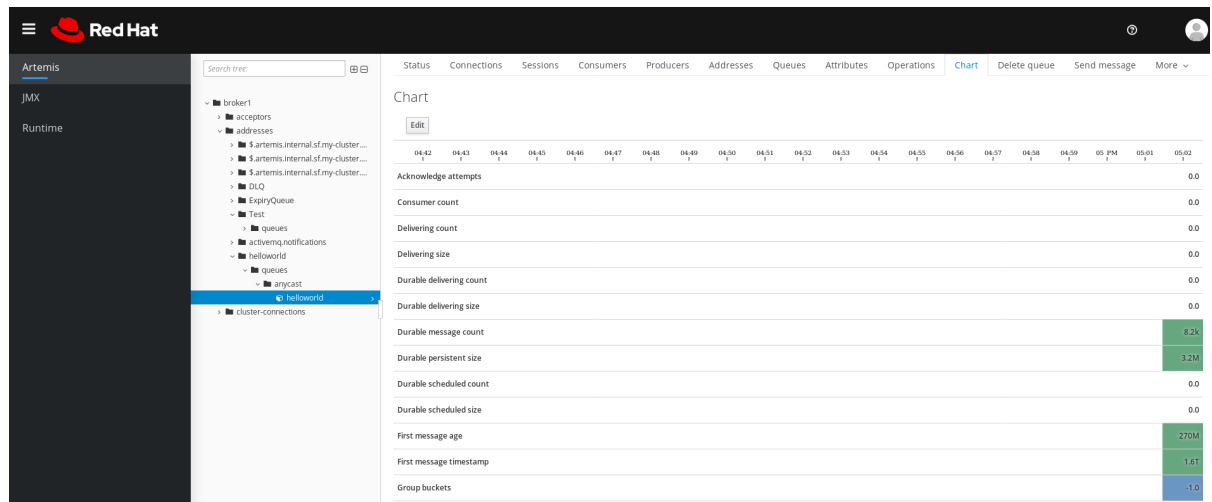 Red Hat
Artemis
JMX
Runtime
Search tree:
broker1
acceptors
addresses
$.artemis.internal.sf.my-cluster....
$.artemis.internal.sf.my-cluster....
$.artemis.internal.sf.my-cluster....
DLQ
ExpiryQueue
Test
queues
activemq.notifications
helloworld
queues
anycast
helloworld
cluster-connections
Status Connections Sessions Consumers Producers Addresses Queues Attributes Operations Chart Delete queue Send message More
Chart
Edit
04:42 04:43 04:44 04:45 04:46 04:47 04:48 04:49 04:50 04:51 04:52 04:53 04:54 04:55 04:56 04:57 04:58 04:59 05 PM 05:01 05:02
Acknowledge attempts 0.0
Consumer count 0.0
Delivering count 0.0
Delivering size 0.0
Durable delivering count 0.0
Durable delivering size 0.0
Durable message count 8.2k
Durable persistent size 3.2M
Durable scheduled count 0.0
Durable scheduled size 0.0
First message age 270M
First message timestamp 1.6T
Group buckets -1.0